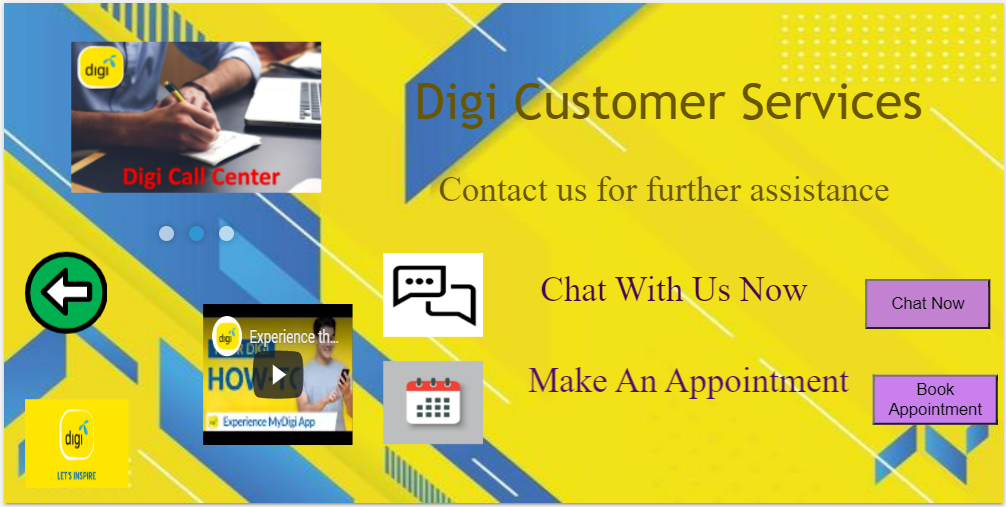 digi
Digi Call Center
Digi Customer Services
Contact us for further assistance
Chat With Us Now
Chat Now
digi
Experience th...
HOW-TO
Experience MyDigi App
Make An Appointment
Book
Appointment
digi
LET'S INSPIRE